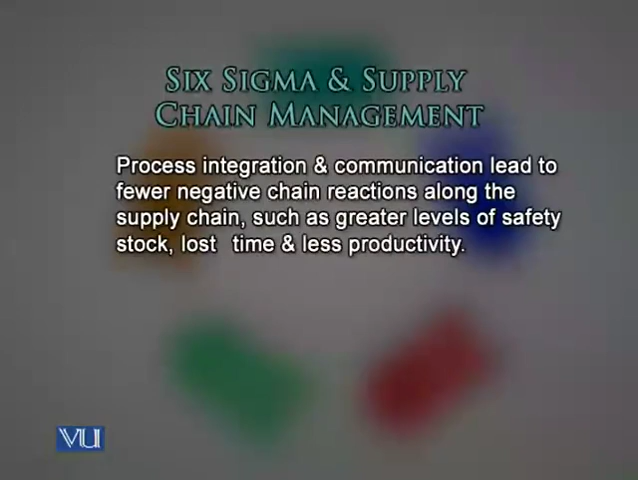 Six Sigma & Supply
Chain Management
Process integration & communication lead to
fewer negative chain reactions along the
supply chain, such as greater levels of safety
stock, lost time & less productivity.
VU